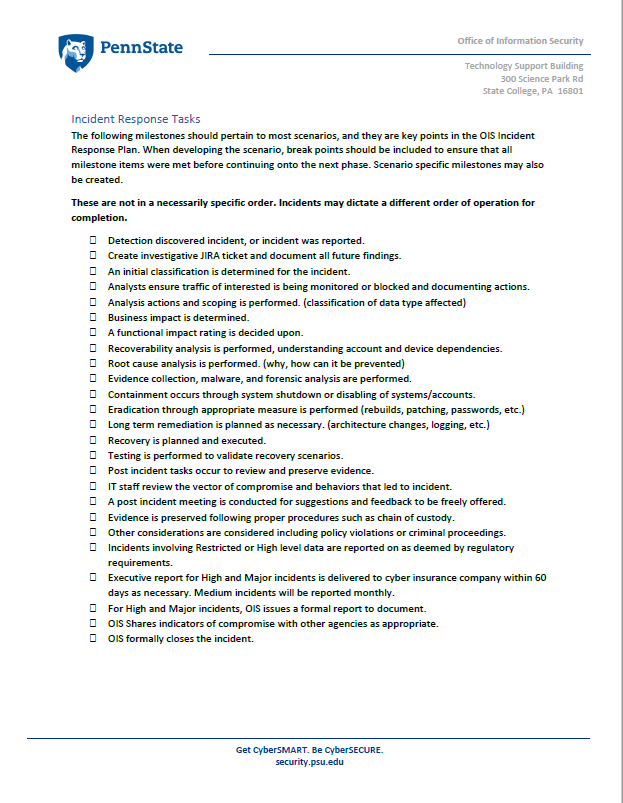 PennState
Office of Information Security
Technology Support Building
300 Science Park Rd
State College, PA 16801
Incident Response Tasks
The following milestones should pertain to most scenarios, and they are key points in the OIS Incident
Response Plan. When developing the scenario, break points should be included to ensure that all
milestone items were met before continuing onto the next phase. Scenario specific milestones may also
be created.
These are not in a necessarily specific order. Incidents may dictate a different order of operation for
completion.
Detection discovered incident, or incident was reported.
Create investigative JIRA ticket and document all future findings.
An initial classification is determined for the incident.
Analysts ensure traffic of interested is being monitored or blocked and documenting actions.
Analysis actions and scoping is performed. (classification of data type affected)
Business impact is determined.
A functional impact rating is decided upon.
Recoverability analysis is performed, understanding account and device dependencies.
Root cause analysis is performed. (why, how can it be prevented)
Evidence collection, malware, and forensic analysis are performed.
Containment occurs through system shutdown or disabling of systems/accounts.
Eradication through appropriate measure is performed (rebuilds, patching, passwords, etc.)
Long term remediation is planned as necessary. (architecture changes, logging, etc.)
Recovery is planned and executed.
Testing is performed to validate recovery scenarios.
Post incident tasks occur to review and preserve evidence.
IT staff review the vector of compromise and behaviors that led to incident.
A post incident meeting is conducted for suggestions and feedback to be freely offered.
Evidence is preserved following proper procedures such as chain of custody.
Other considerations are considered including policy violations or criminal proceedings.
Incidents involving Restricted or High level data are reported on as deemed by regulatory
requirements.
Executive report for High and Major incidents is delivered to cyber insurance company within 60
days as necessary. Medium incidents will be reported monthly.
For High and Major incidents, OIS issues a formal report to document.
OIS Shares indicators of compromise with other agencies as appropriate.
OIS formally closes the incident.
Get CyberSMART. Be CyberSECURE.
security.psu.edu